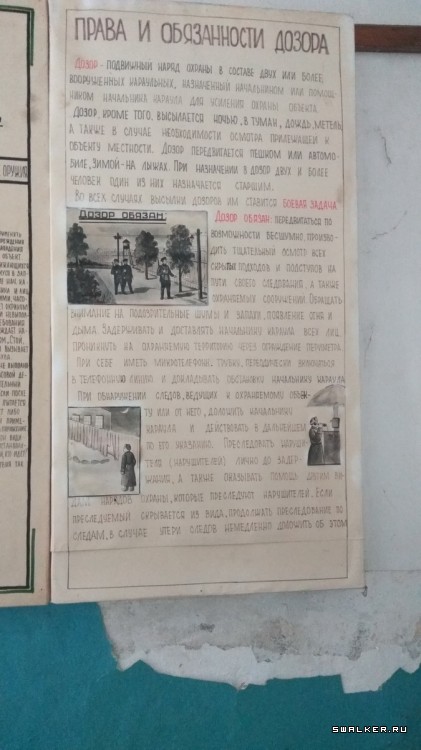 ПРАВА И ОБЯЗАННОСТИ ДОЗОРА
ДОЗОР - ПОДВИЖНЫЙ НАРЯД ОХРАНЫ В СОСТАВЕ ДВУХ ИЛИ БОЛЕЕ
ВООРУЖЕННЫХ КАРАУЛЬНЫХ, НАЗНАЧЕННЫЙ НАЧАЛЬНИКОМ ИЛИ ПОМОЩ-
НИКОМ НАЧАЛЬНИКА КАРАУЛА ДЛЯ УСИЛЕНИЯ ОХРАНЫ ОБЪЕКТА.
ДОЗОР, КРОМЕ ТОГО, ВЫСЫЛАЕТСЯ НОЧЬЮ, В ТУМАН, ДОЖДЬ, МЕТЕЛЬ,
А ТАКЖЕ В СЛУЧАЕ НЕОБХОДИМОСТИ ОСМОТРА ПРИЛЕГАЮЩЕЙ К
ОБЪЕКТУ МЕСТНОСТИ. ДОЗОР ПЕРЕДВИГАЕТСЯ ПЕШКОМ ИЛИ АВТОМО-
БИЛЕ, ЗИМОЙ - НА ЛЫЖАХ. ПРИ НАЗНАЧЕНИИ В ДОЗОР ДВУХ И БОЛЕЕ
ЧЕЛОВЕК ОДИН ИЗ НИХ НАЗНАЧАЕТСЯ СТАРШИМ.
ВО ВСЕХ СЛУЧАЯХ ВЫСЫЛКИ ДОЗОРОВ ИМ СТАВИТСЯ БОЕВАЯ ЗАДАЧА
ДОЗОР ОБЯЗАН
ДОЗОР ОБЯЗАН: ПЕРЕДВИГАТЬСЯ ПО
ВОЗМОЖНОСТИ БЕСШУМНО, ПРОИЗВО-
ДИТЬ ТЩАТЕЛЬНЫЙ ОСМОТР ВСЕХ
СКРЫТЫХ ПОДХОДОВ И ПОДСТУПОВ НА
ПУТИ СВОЕГО СЛЕДОВАНИЯ, А ТАКЖЕ
ОХРАНЯЕМЫХ СООРУЖЕНИЙ. ОБРАЩАТЬ
ВНИМАНИЕ НА ПОДОЗРИТЕЛЬНЫЕ ШУМЫ И ЗАПАХИ, ПОЯВЛЕНИЕ ОГНЯ И
ДЫМА. ЗАДЕРЖИВАТЬ И ДОСТАВЛЯТЬ НАЧАЛЬНИКУ КАРАУЛА ВСЕХ ЛИЦ,
ПРОНИКШИХ НА ОХРАНЯЕМУЮ ТЕРРИТОРИЮ ЧЕРЕЗ ОГРАЖДЕНИЕ ПЕРИМЕТРА.
ПРИ СЕБЕ ИМЕТЬ МИКРОТЕЛЕФОНН. ТРУБКИ, ПЕРИОДИЧЕСКИ ВКЛЮЧАТЬСЯ
В ТЕЛЕФОННУЮ ЛИНИЮ И ДОКЛАДЫВАТЬ ОБСТАНОВКУ НАЧАЛЬНИКУ КАРАУЛА
ПРИ ОБНАРУЖЕНИИ СЛЕДОВ, ВЕДУЩИХ К ОХРАНЯЕМОМУ ОБЪЕК-
ТУ ИЛИ ОТ НЕГО, ДОЛОЖИТЬ НАЧАЛЬНИКУ
КАРАУЛА И ДЕЙСТВОВАТЬ В ДАЛЬНЕЙШЕМ
ПО ЕГО УКАЗАНИЮ. ПРЕСЛЕДОВАТЬ НАРУШИ-
ТЕЛЯ (НАРУШИТЕЛЕЙ) ЛИЧНО ДО ЗАДЕР-
ЖАНИЯ, А ТАКЖЕ ОКАЗЫВАТЬ ПОМОЩЬ ДРУГИМ ВИ-
ДАМ НАРЯДОВ ОХРАНЫ, КОТОРЫЕ ПРЕСЛЕДУЮТ НАРУШИТЕЛЕЙ. ЕСЛИ
ПРЕСЛЕДУЕМЫЙ СКРЫВАЕТСЯ ИЗ ВИДА, ПРОДОЛЖАТЬ ПРЕСЛЕДОВАНИЕ ПО
СЛЕДАМ, В СЛУЧАЕ УТЕРИ СЛЕДОВ НЕМЕДЛЕННО ДОЛОЖИТЬ ОБ ЭТОМ
SWALKER.RU